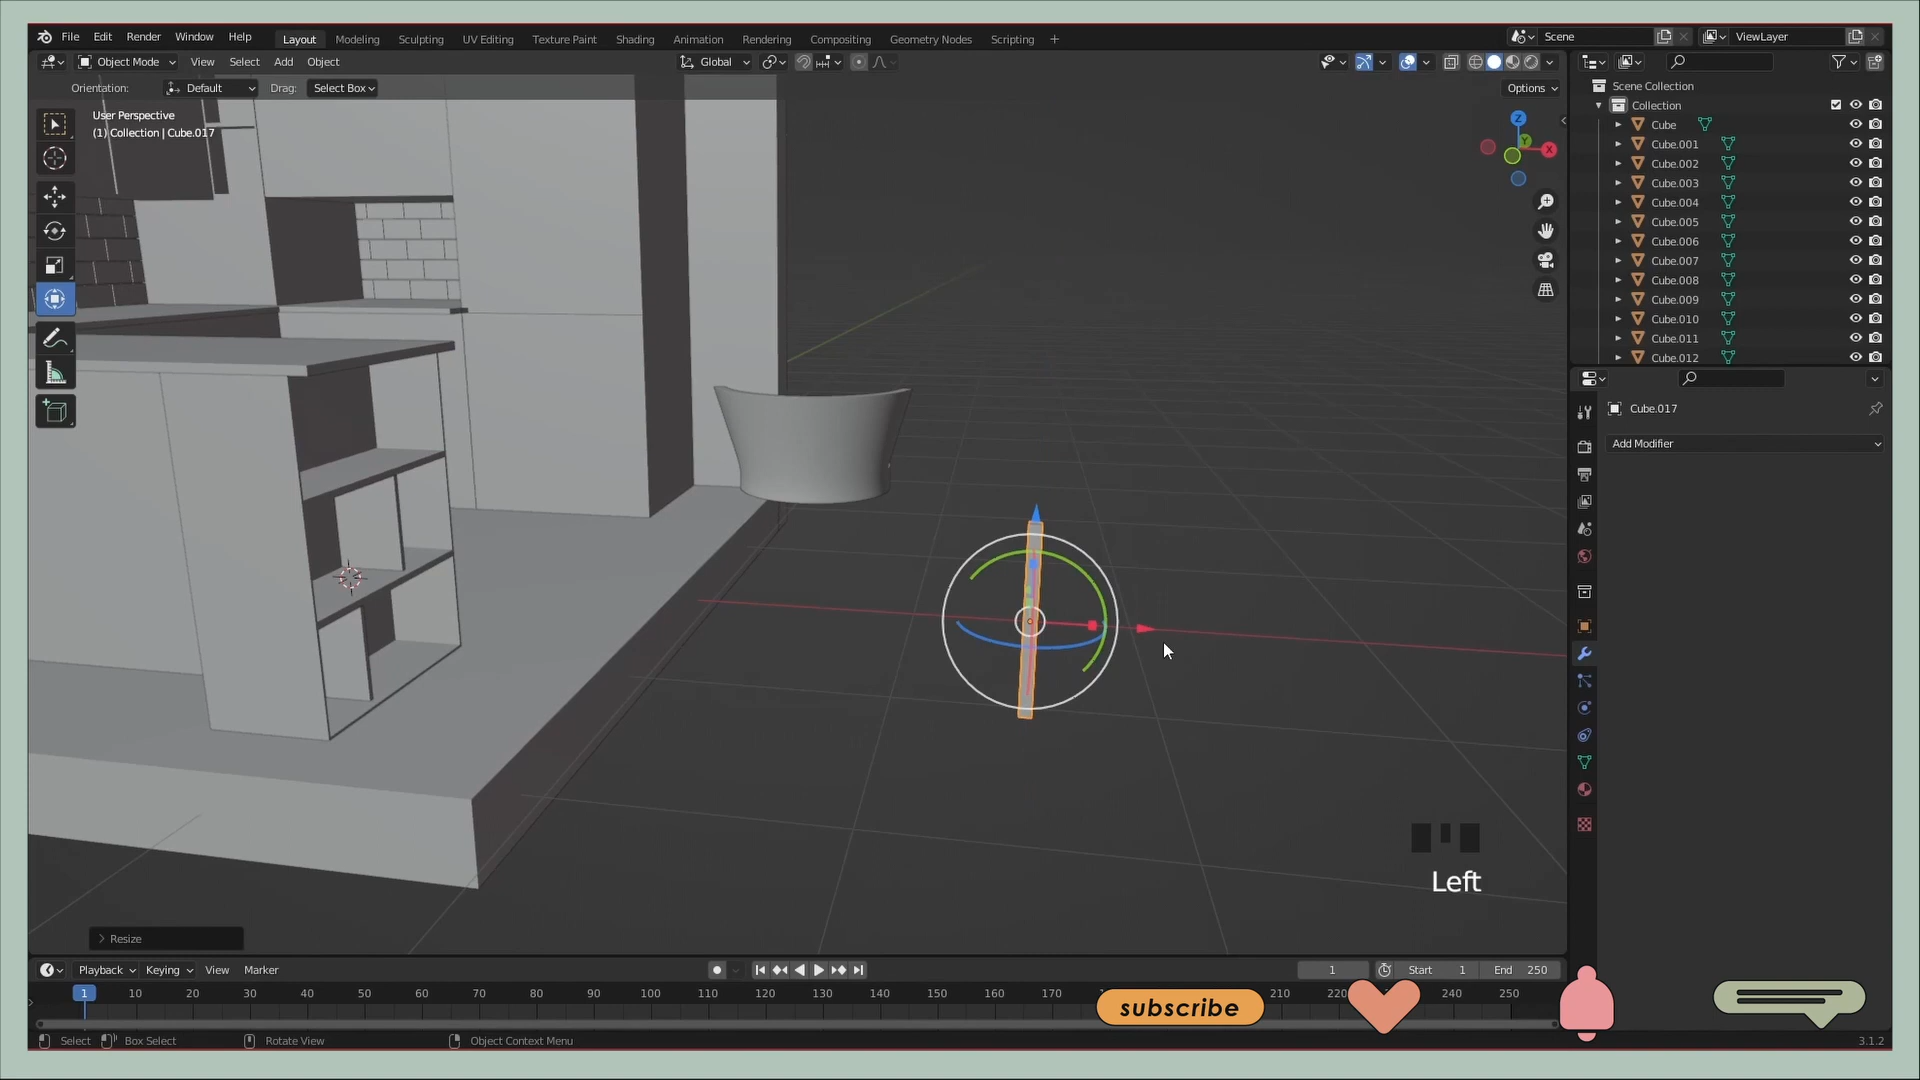 File Edit Render Window Help
Layout Modeling Sculpting UV Editing Texture Paint Shading Animation Rendering Compositing Geometry Nodes Scripting +
Scene ViewLayer
Object Mode View Select Add Object Global
Orientation: Default Drag: Select Box Options
User Perspective
(1) Collection | Cube.017
Z
Y
X
Scene Collection
Collection
Cube
Cube.001
Cube.002
Cube.003
Cube.004
Cube.005
Cube.006
Cube.007
Cube.008
Cube.009
Cube.010
Cube.011
Cube.012
Cube.017
Add Modifier
Left
Resize
Playback Keying View Marker 1 Start 1 End 250
1 10 20 30 40 50 60 70 80 90 100 110 120 130 140 150 160 170 210 240 250
subscribe
Select Box Select Rotate View Object Context Menu 3.1.2